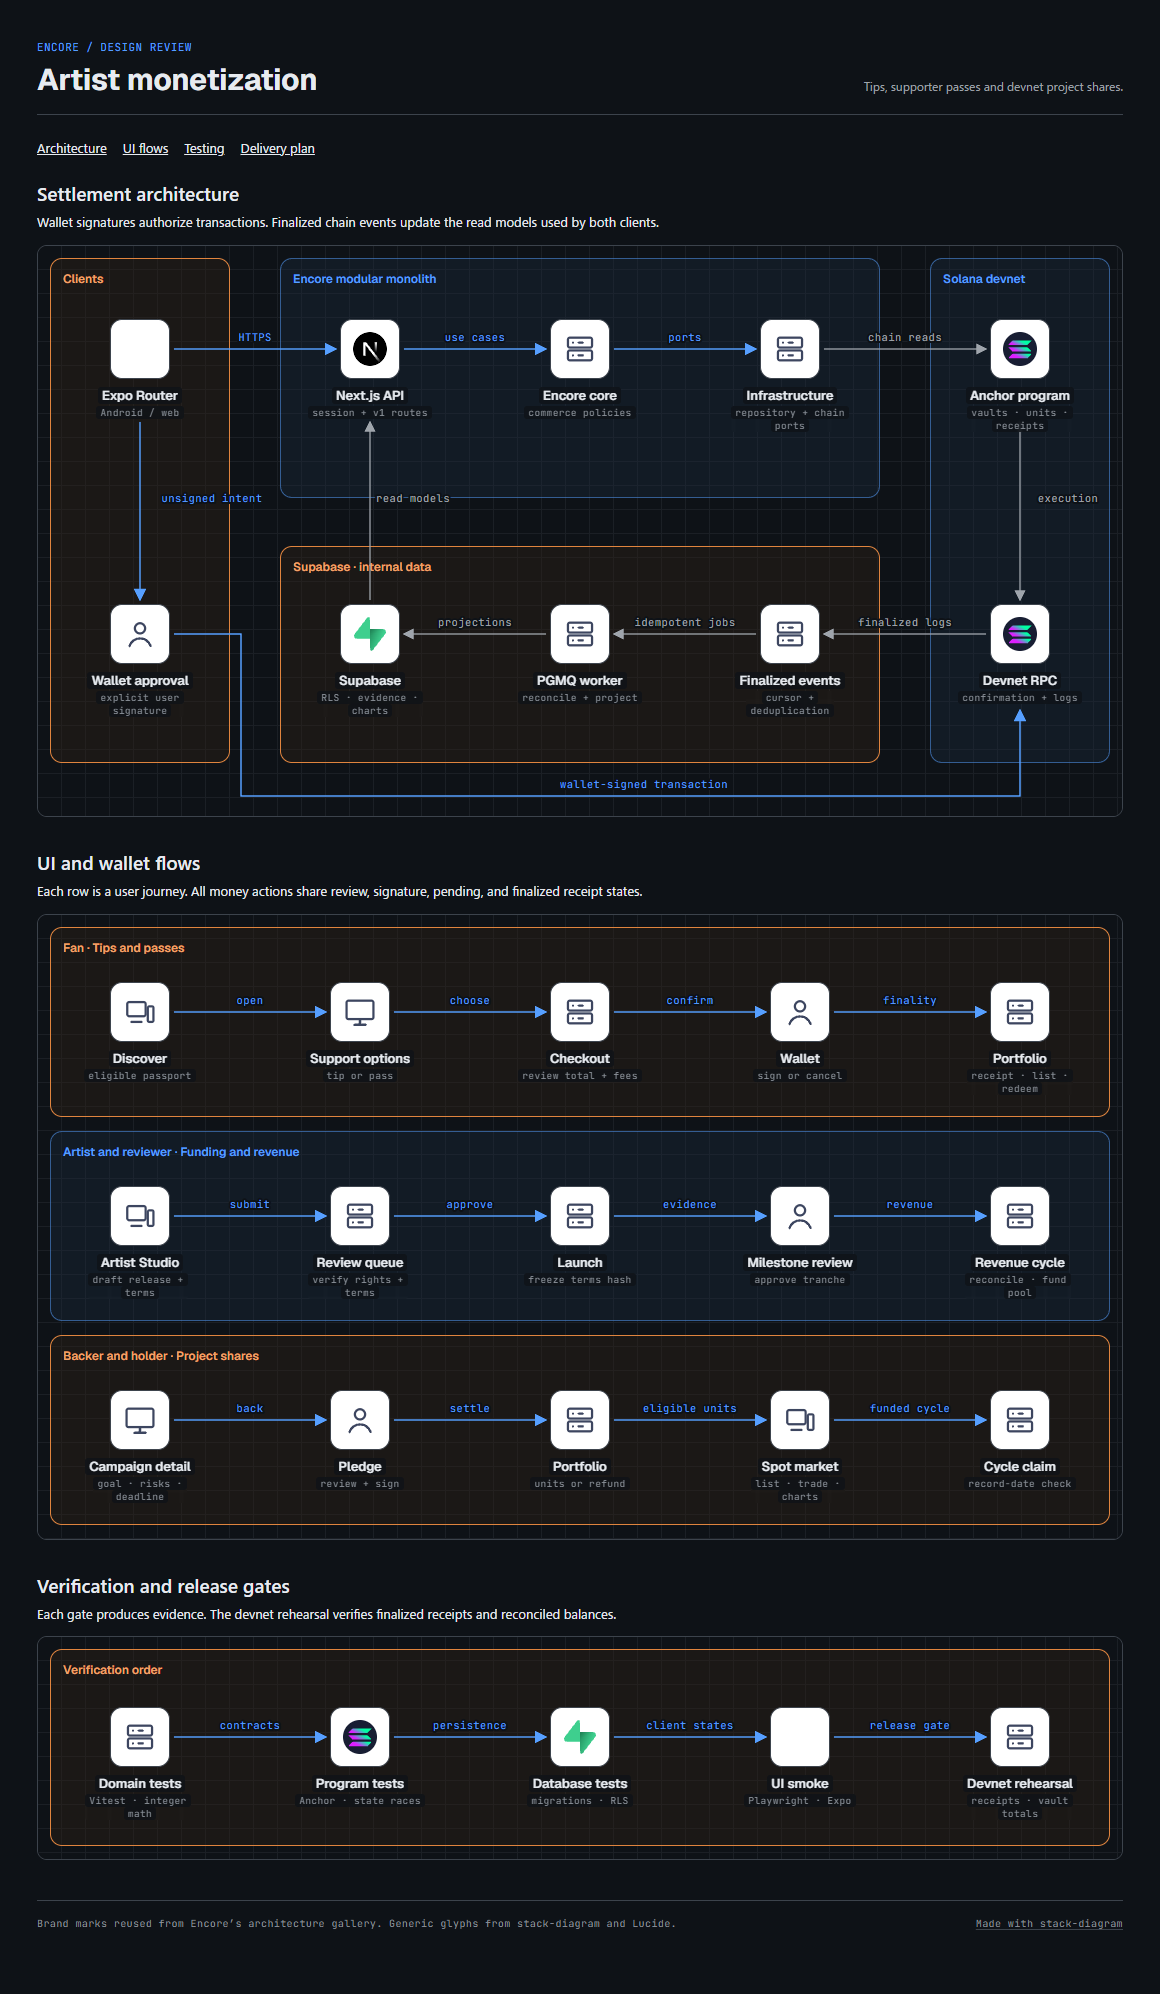 ENCORE / DESIGN REVIEW
Artist monetization
Tips, supporter passes and devnet project shares.
Architecture UI flows Testing Delivery plan
Settlement architecture
Wallet signatures authorize transactions. Finalized chain events update the read models used by both clients.
Clients
Encore modular monolith
Solana devnet
HTTPS
use cases
ports
chain reads
Expo Router
Android / web
Next.js API
session + v1 routes
Encore core
commerce policies
Infrastructure
repository + chain
ports
Anchor program
vaults · units ·
receipts
unsigned intent
read models
execution
Supabase · internal data
projections
idempotent jobs
finalized logs
Wallet approval
explicit user
signature
Supabase
RLS · evidence ·
charts
PGMQ worker
reconcile + project
Finalized events
cursor +
deduplication
Devnet RPC
confirmation + logs
wallet-signed transaction
UI and wallet flows
Each row is a user journey. All money actions share review, signature, pending, and finalized receipt states.
Fan · Tips and passes
open
choose
confirm
finality
Discover
eligible passport
Support options
tip or pass
Checkout
review total + fees
Wallet
sign or cancel
Portfolio
receipt · list ·
redeem
Artist and reviewer · Funding and revenue
submit
approve
evidence
revenue
Artist Studio
draft release +
terms
Review queue
verify rights +
terms
Launch
freeze terms hash
Milestone review
approve tranche
Revenue cycle
reconcile · fund
pool
Backer and holder · Project shares
back
settle
eligible units
funded cycle
Campaign detail
goal · risks ·
deadline
Pledge
review + sign
Portfolio
units or refund
Spot market
list · trade ·
charts
Cycle claim
record-date check
Verification and release gates
Each gate produces evidence. The devnet rehearsal verifies finalized receipts and reconciled balances.
Verification order
contracts
persistence
client states
release gate
Domain tests
Vitest · integer
math
Program tests
Anchor · state races
Database tests
migrations · RLS
UI smoke
Playwright · Expo
Devnet rehearsal
receipts · vault
totals
Brand marks reused from Encore’s architecture gallery. Generic glyphs from stack-diagram and Lucide.
Made with stack-diagram